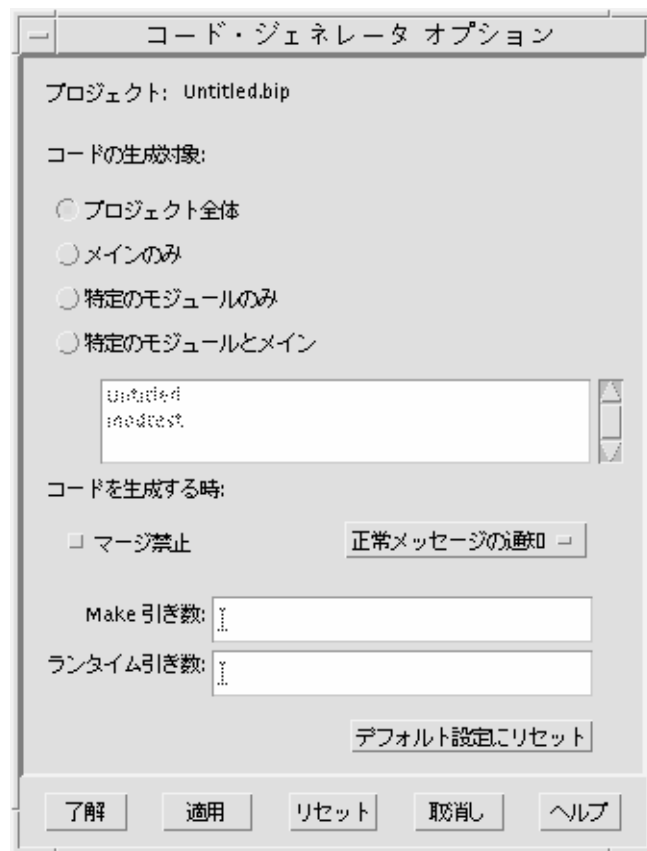 コード・ジェネレータ オプション
プロジェクト: Untitled.bip
コードの生成対象:
プロジェクト全体
メインのみ
特定のモジュールのみ
特定のモジュールとメイン
Untitled
modtest
コードを生成する時:
マージ禁止
正常メッセージの通知
Make 引き数:
ランタイム引き数:
デフォルト設定にリセット
了解 適用 リセット 取消し ヘルプ